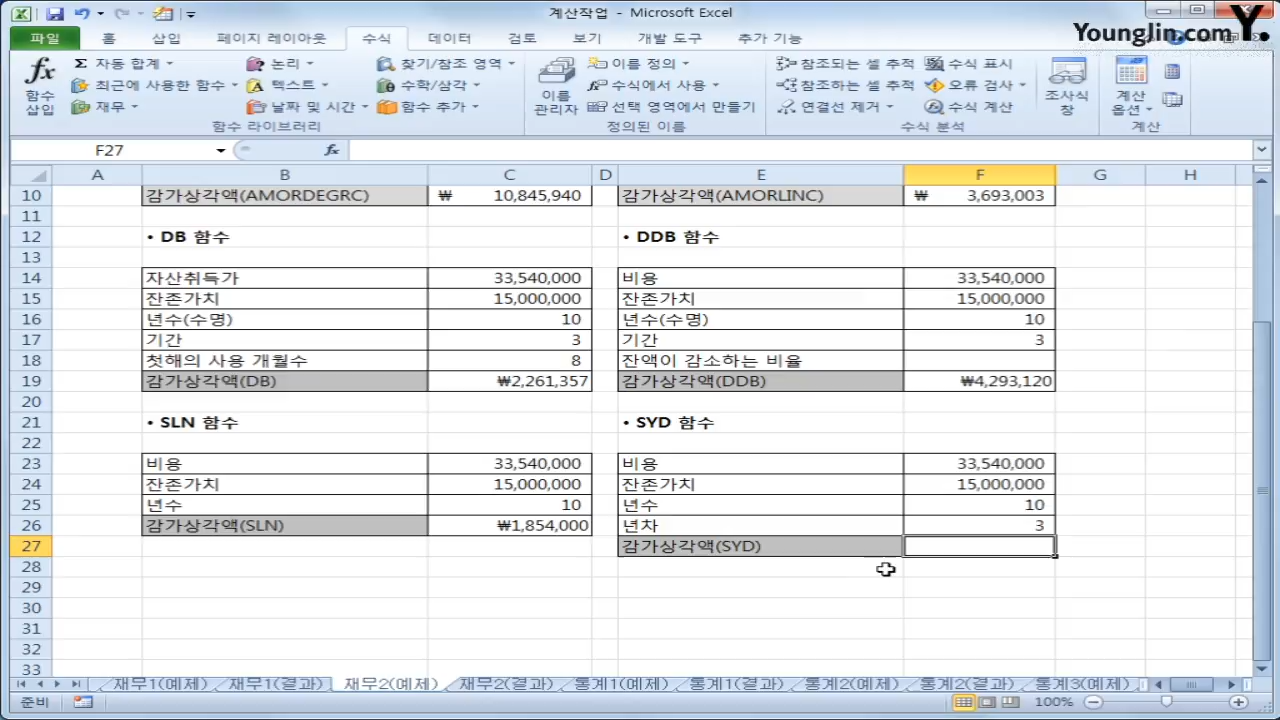 계산작업 - Microsoft Excel
Younglin.com Y.
파일 홈 삽입 페이지 레이아웃 수식 데이터 검토 보기 개발 도구 추가 기능
fx 함수 삽입
Σ 자동 합계
최근에 사용한 함수
재무
논리
텍스트
날짜 및 시간
찾기/참조 영역
수학/삼각
함수 추가
함수 라이브러리
이름 관리자
이름 정의
수식에서 사용
선택 영역에서 만들기
정의된 이름
참조되는 셀 추적
참조하는 셀 추적
연결선 제거
수식 표시
오류 검사
수식 계산
수식 분석
조사식 창
계산 옵션
계산
F27 fx
A B C D E F G H
10 감가상각액(AMORDEGRC) ₩ 10,845,940 감가상각액(AMORLINC) ₩ 3,693,003
11
12 • DB 함수 • DDB 함수
13
14 자산취득가 33,540,000 비용 33,540,000
15 잔존가치 15,000,000 잔존가치 15,000,000
16 년수(수명) 10 년수(수명) 10
17 기간 3 기간 3
18 첫해의 사용 개월수 8 잔액이 감소하는 비율
19 감가상각액(DB) ₩2,261,357 감가상각액(DDB) ₩4,293,120
20
21 • SLN 함수 • SYD 함수
22
23 비용 33,540,000 비용 33,540,000
24 잔존가치 15,000,000 잔존가치 15,000,000
25 년수 10 년수 10
26 감가상각액(SLN) ₩1,854,000 년차 3
27 감가상각액(SYD)
28
29
30
31
32
33
재무1(예제) 재무1(결과) 재무2(예제) 재무2(결과) 통계1(예제) 통계1(결과) 통계2(예제) 통계2(결과) 통계3(예제)
준비 100%